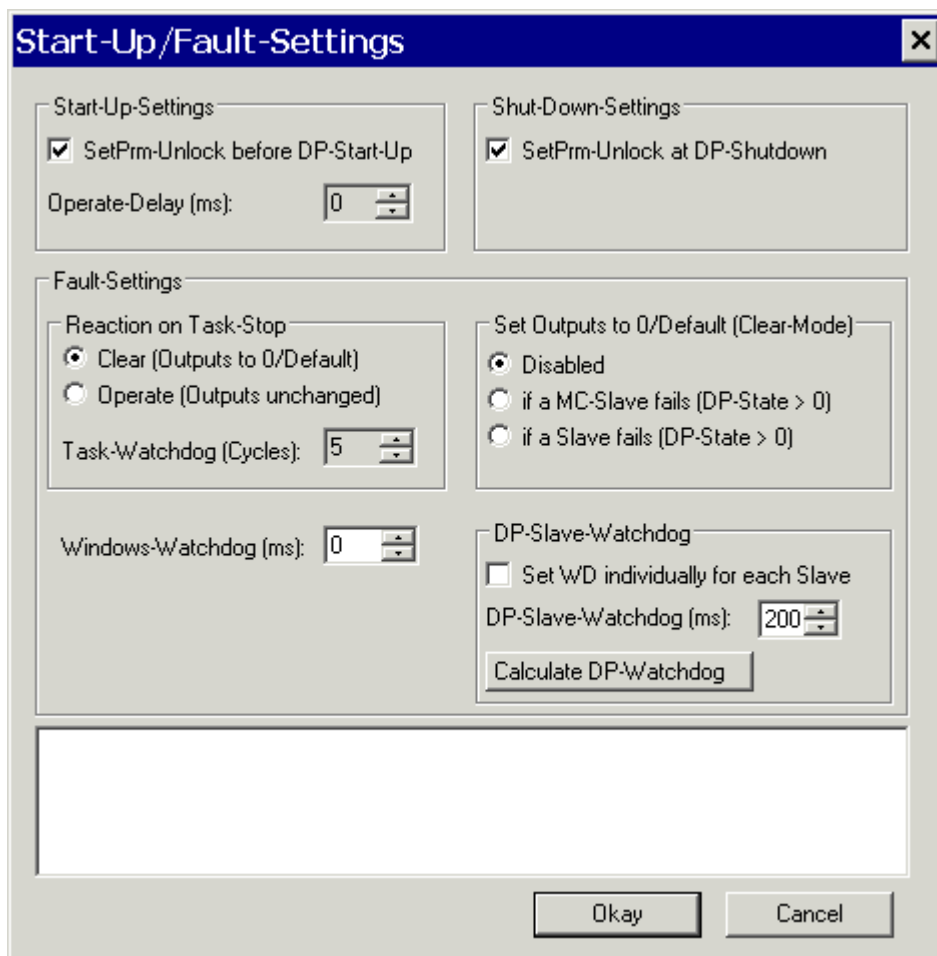 Start-Up/Fault-Settings
Start-Up-Settings
SetPrm-Unlock before DP-Start-Up
Operate-Delay (ms): 0
Shut-Down-Settings
SetPrm-Unlock at DP-Shutdown
Fault-Settings
Reaction on Task-Stop
Clear (Outputs to 0/Default)
Operate (Outputs unchanged)
Task-Watchdog (Cycles): 5
Set Outputs to 0/Default (Clear-Mode)
Disabled
if a MC-Slave fails (DP-State > 0)
if a Slave fails (DP-State > 0)
Windows-Watchdog (ms): 0
DP-Slave-Watchdog
Set WD individually for each Slave
DP-Slave-Watchdog (ms): 200
Calculate DP-Watchdog
Okay
Cancel